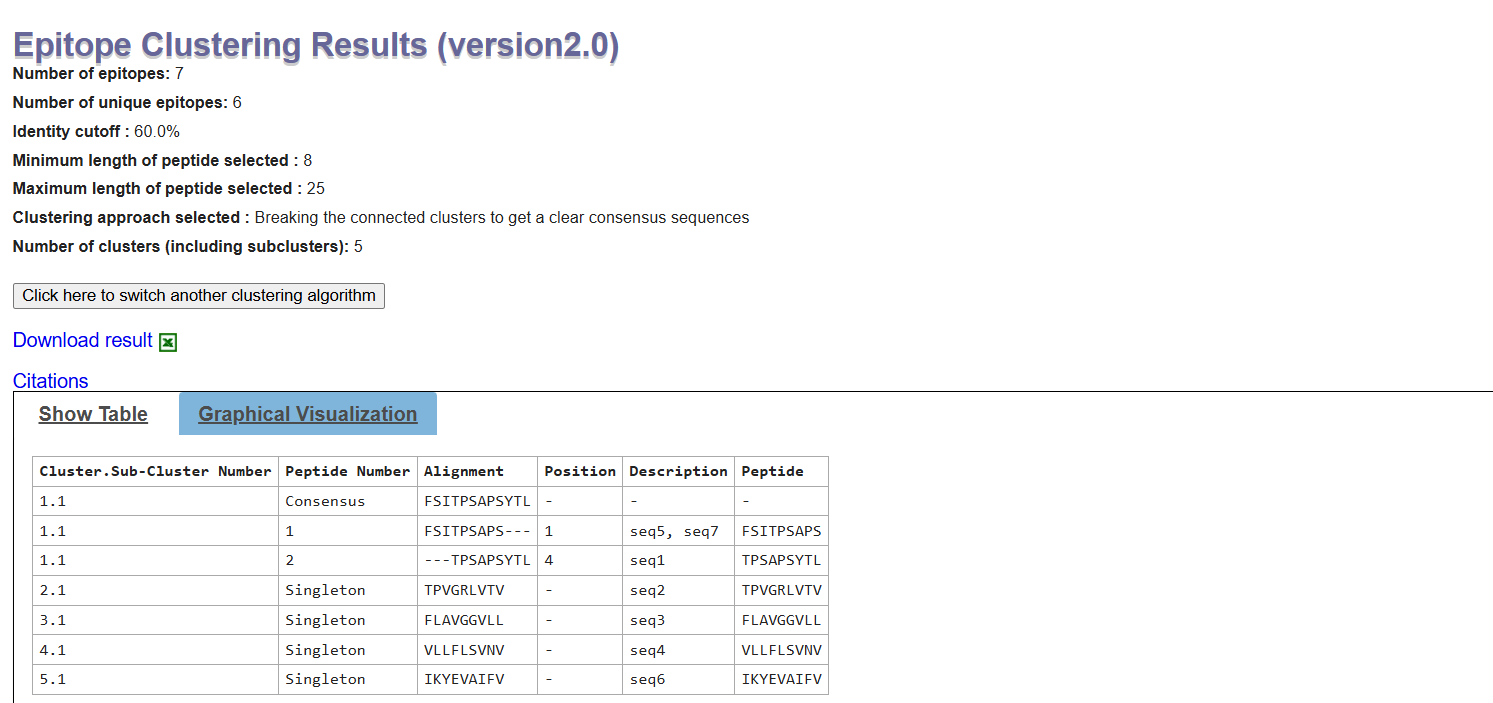 Epitope Clustering Results (version2.0)
Number of epitopes: 7
Number of unique epitopes: 6
Identity cutoff : 60.0%
Minimum length of peptide selected : 8
Maximum length of peptide selected : 25
Clustering approach selected : Breaking the connected clusters to get a clear consensus sequences
Number of clusters (including subclusters): 5
Click here to switch another clustering algorithm
Download result
Citations
Show Table Graphical Visualization
Cluster.Sub-Cluster Number Peptide Number Alignment Position Description Peptide
1.1 Consensus FSITPSAPSYTL - - -
1.1 1 FSITPSAPS--- 1 seq5, seq7 FSITPSAPS
1.1 2 ---TPSAPSYTL 4 seq1 TPSAPSYTL
2.1 Singleton TPVGRLVTV - seq2 TPVGRLVTV
3.1 Singleton FLAVGGVLL - seq3 FLAVGGVLL
4.1 Singleton VLLFLSVNV - seq4 VLLFLSVNV
5.1 Singleton IKYEVAIFV - seq6 IKYEVAIFV